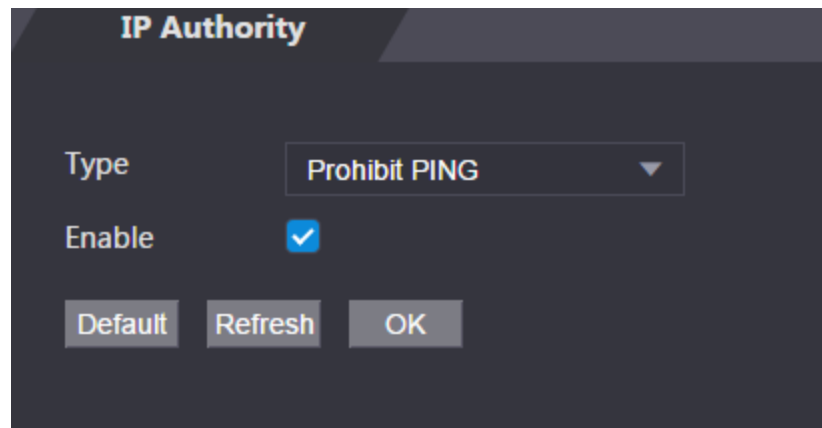 IP Authority
Type Prohibit PING
Enable
Default Refresh OK